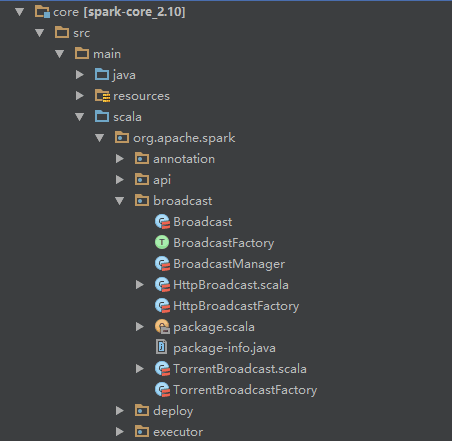 core [spark-core_2.10]
src
main
java
resources
scala
org.apache.spark
annotation
api
broadcast
Broadcast
BroadcastFactory
BroadcastManager
HttpBroadcast.scala
HttpBroadcastFactory
package.scala
package-info.java
TorrentBroadcast.scala
TorrentBroadcastFactory
deploy
executor